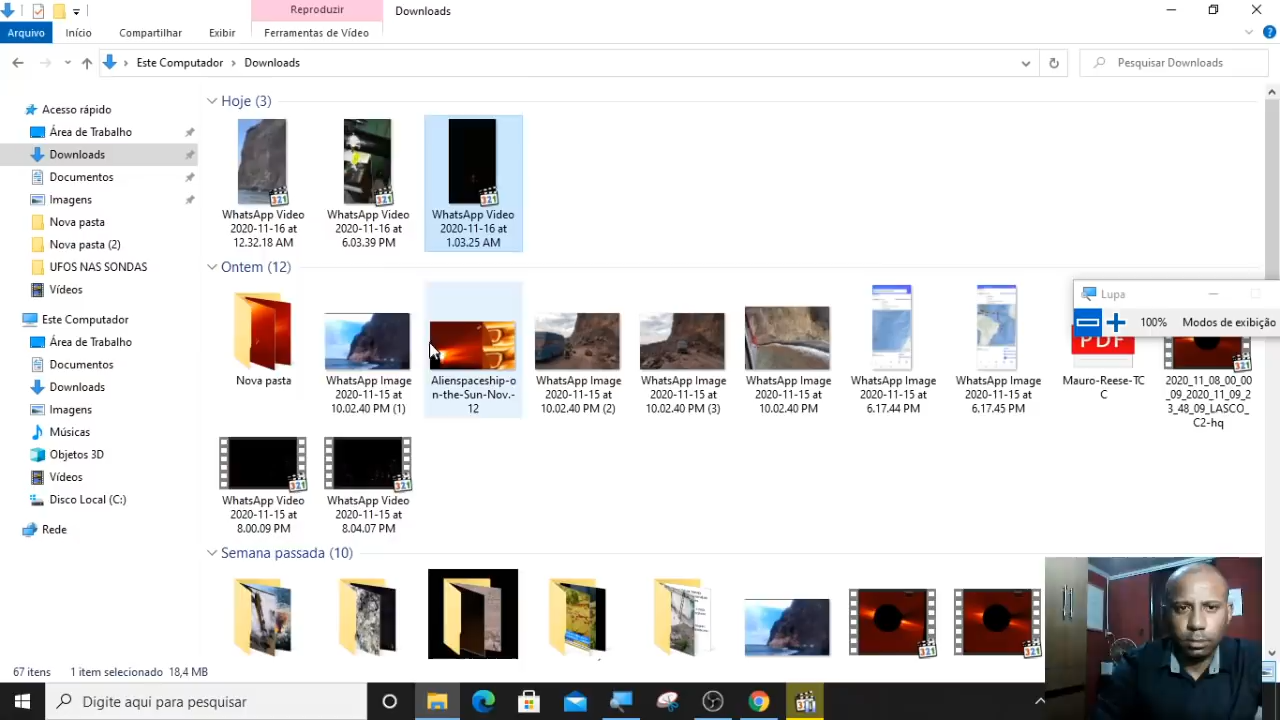 Reproduzir
Downloads
Arquivo
Início
Compartilhar
Exibir
Ferramentas de Vídeo
Este Computador
Downloads
Pesquisar Downloads
Acesso rápido
Área de Trabalho
Downloads
Documentos
Imagens
Nova pasta
Nova pasta (2)
UFOS NAS SONDAS
Vídeos
Este Computador
Área de Trabalho
Documentos
Downloads
Imagens
Músicas
Objetos 3D
Vídeos
Disco Local (C:)
Rede
Hoje (3)
WhatsApp Video
2020-11-16 at
12.32.18 AM
WhatsApp Video
2020-11-16 at
6.03.39 PM
WhatsApp Video
2020-11-16 at
1.03.25 AM
Ontem (12)
Nova pasta
WhatsApp Image
2020-11-15 at
10.02.40 PM (1)
Alienspaceship-o
n-the-Sun-Nov.-
12
WhatsApp Image
2020-11-15 at
10.02.40 PM (2)
WhatsApp Image
2020-11-15 at
10.02.40 PM (3)
WhatsApp Image
2020-11-15 at
10.02.40 PM
WhatsApp Image
2020-11-15 at
6.17.44 PM
WhatsApp Image
2020-11-15 at
6.17.45 PM
PDF
Mauro-Reese-TC
C
2020_11_08_00_00
_09_2020_11_09_2
3_48_09_LASCO_
C2-hq
WhatsApp Video
2020-11-15 at
8.00.09 PM
WhatsApp Video
2020-11-15 at
8.04.07 PM
Semana passada (10)
Lupa
100%
Modos de exibição
67 itens
1 item selecionado 18,4 MB
Digite aqui para pesquisar